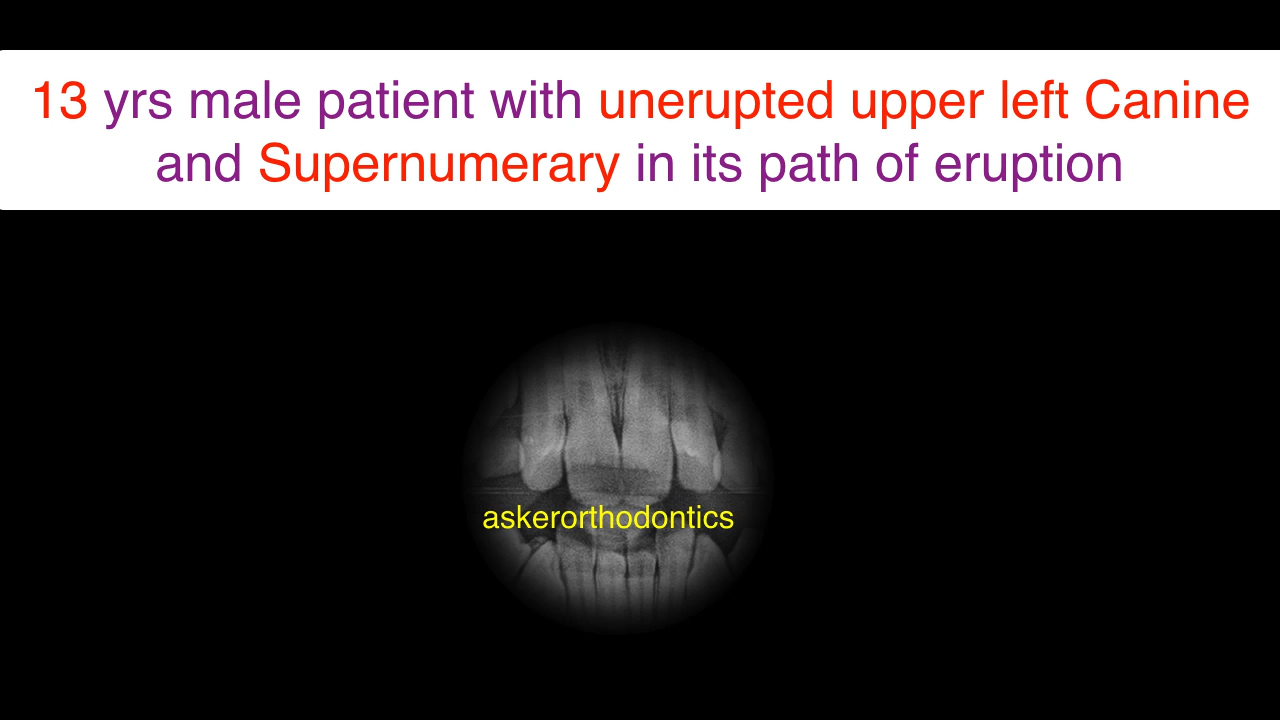 13 yrs male patient with unerupted upper left Canine
and Supernumerary in its path of eruption
askerorthodontics